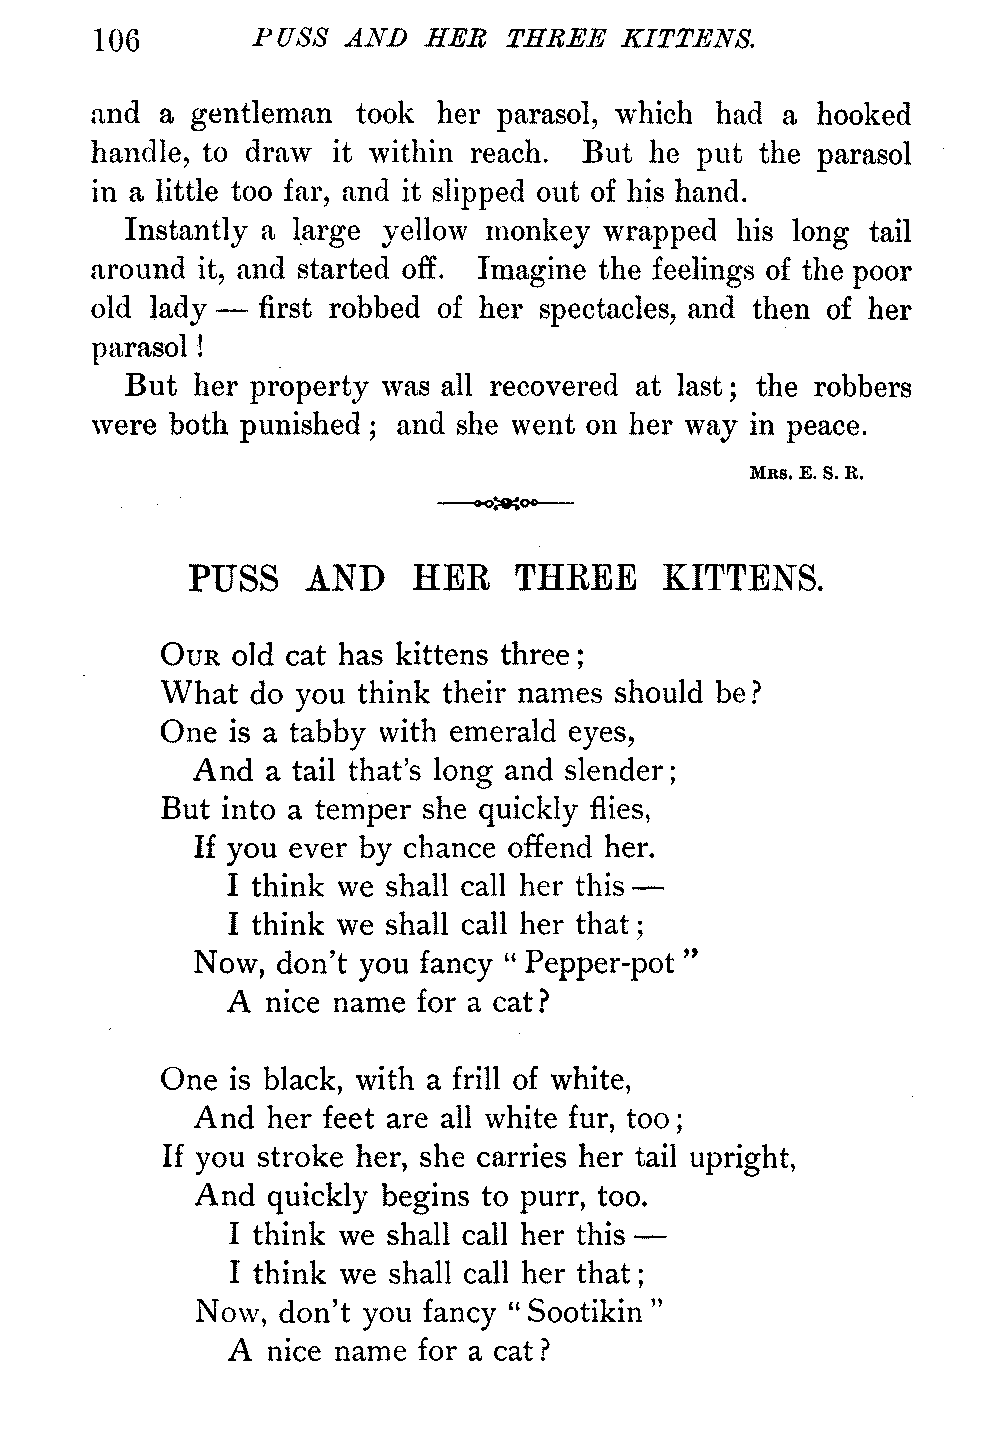 106 PUSS AND HER THREE KITTENS.
and a gentleman took her parasol, which had a hooked
handle, to draw it within reach. But he put the parasol
in a little too far, and it slipped out of his hand.
Instantly a large yellow monkey wrapped his long tail
around it, and started off. Imagine the feelings of the poor
old lady — first robbed of her spectacles, and then of her
parasol!
But her property was all recovered at last; the robbers
were both punished; and she went on her way in peace.
MRS. E. S. R.
PUSS AND HER THREE KITTENS.
OUR old cat has kittens three;
What do you think their names should be?
One is a tabby with emerald eyes,
And a tail that's long and slender;
But into a temper she quickly flies,
If you ever by chance offend her.
I think we shall call her this —
I think we shall call her that;
Now, don't you fancy "Pepper-pot"
A nice name for a cat?
One is black, with a frill of white,
And her feet are all white fur, too;
If you stroke her, she carries her tail upright,
And quickly begins to purr, too.
I think we shall call her this —
I think we shall call her that;
Now, don't you fancy "Sootikin"
A nice name for a cat?